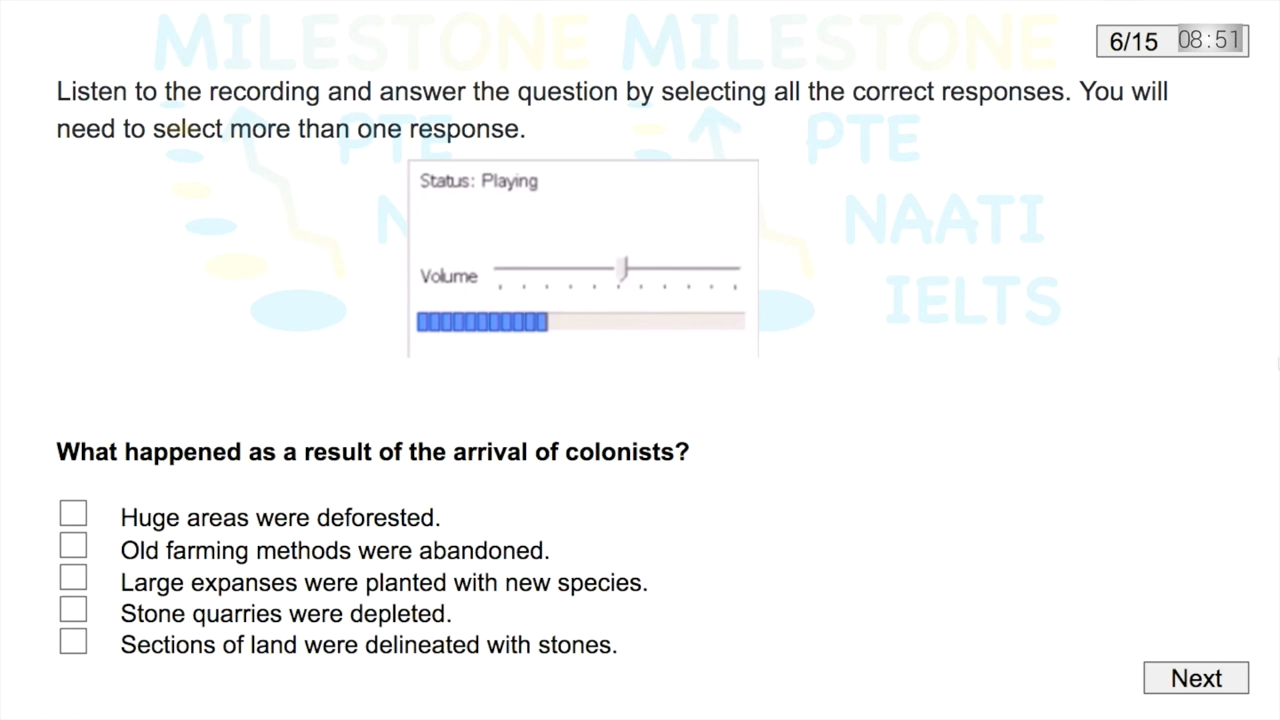 MILESTONE MILESTONE
6/15 08:51
Listen to the recording and answer the question by selecting all the correct responses. You will
need to select more than one response.
PTE PTE
Status: Playing
N NAATI
Volume
IELTS
What happened as a result of the arrival of colonists?
Huge areas were deforested.
Old farming methods were abandoned.
Large expanses were planted with new species.
Stone quarries were depleted.
Sections of land were delineated with stones.
Next